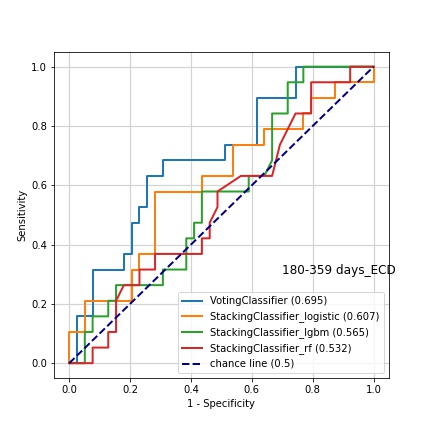 1.0
0.8
0.6
0.4
0.2
0.0
Sensitivity
180-359 days_ECD
VotingClassifier (0.695)
StackingClassifier_logistic (0.607)
StackingClassifier_lgbm (0.565)
StackingClassifier_rf (0.532)
chance line (0.5)
0.0 0.2 0.4 0.6 0.8 1.0
1 - Specificity